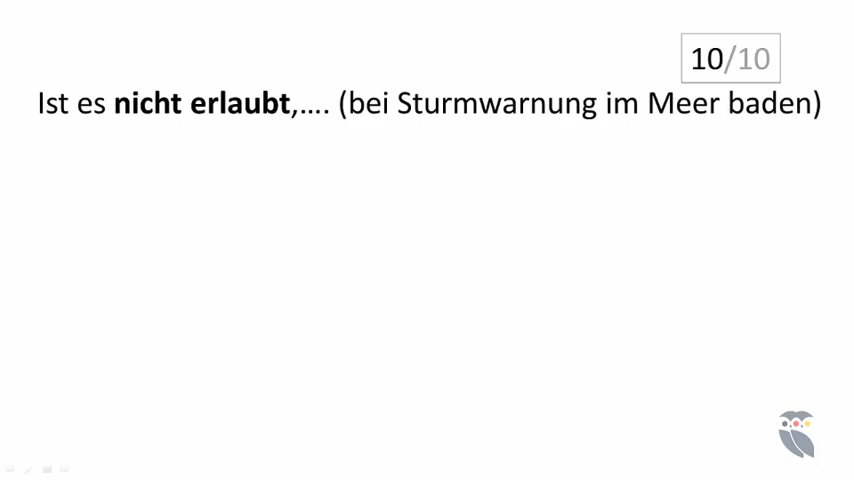 10/10
Ist es nicht erlaubt,.... (bei Sturmwarnung im Meer baden)